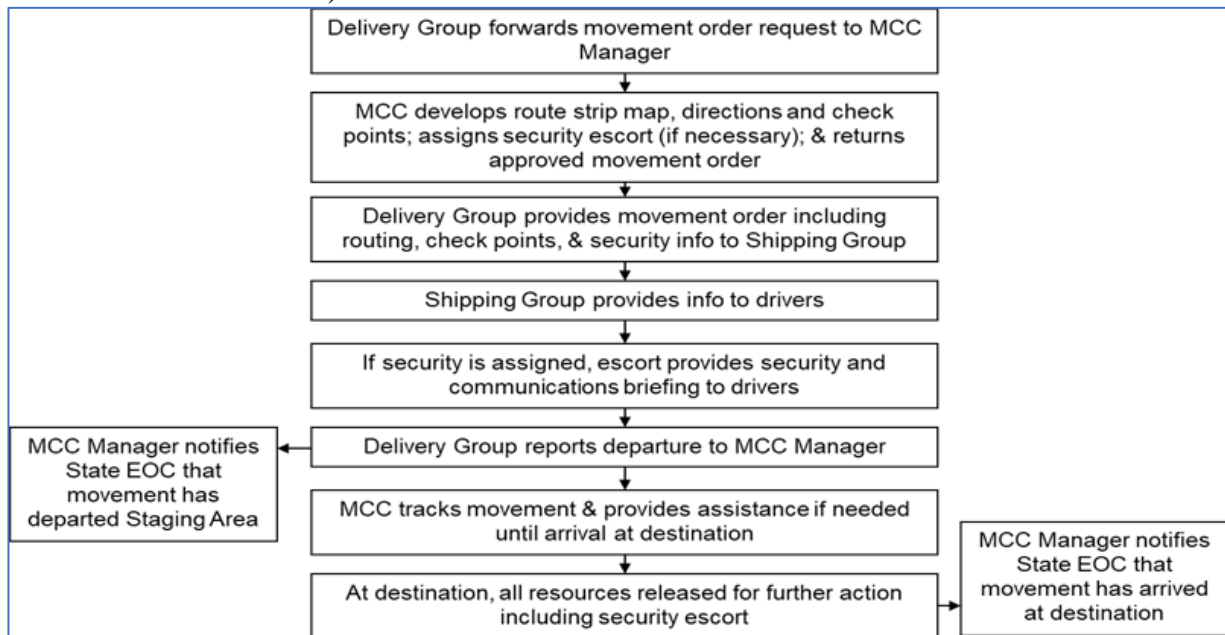 )
Delivery Group forwards movement order request to MCC
Manager
MCC develops route strip map, directions and check
points; assigns security escort (if necessary); & returns
approved movement order
Delivery Group provides movement order including
routing, check points, & security info to Shipping Group
Shipping Group provides info to drivers
If security is assigned, escort provides security and
communications briefing to drivers
Delivery Group reports departure to MCC Manager
MCC Manager notifies
State EOC that
movement has
departed Staging Area
MCC tracks movement & provides assistance if needed
until arrival at destination
At destination, all resources released for further action
including security escort
MCC Manager notifies
State EOC that
movement has arrived
at destination